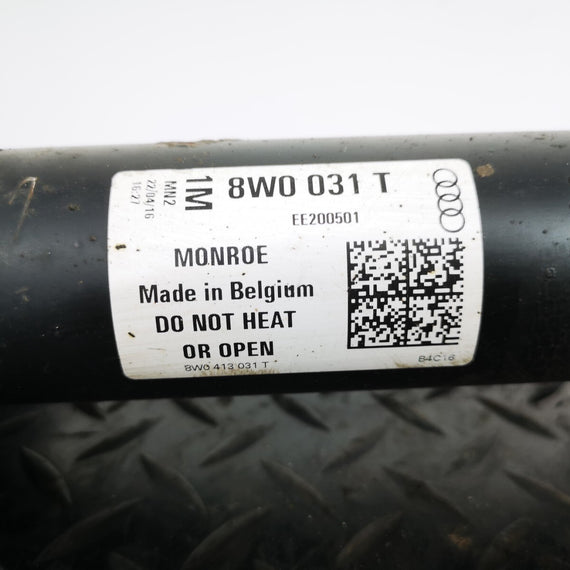 1M 8W0 031 T
MN2
22/04/16
16:27
EE200501
MONROE
Made in Belgium
DO NOT HEAT
OR OPEN
8W0 413 031 T
84C16